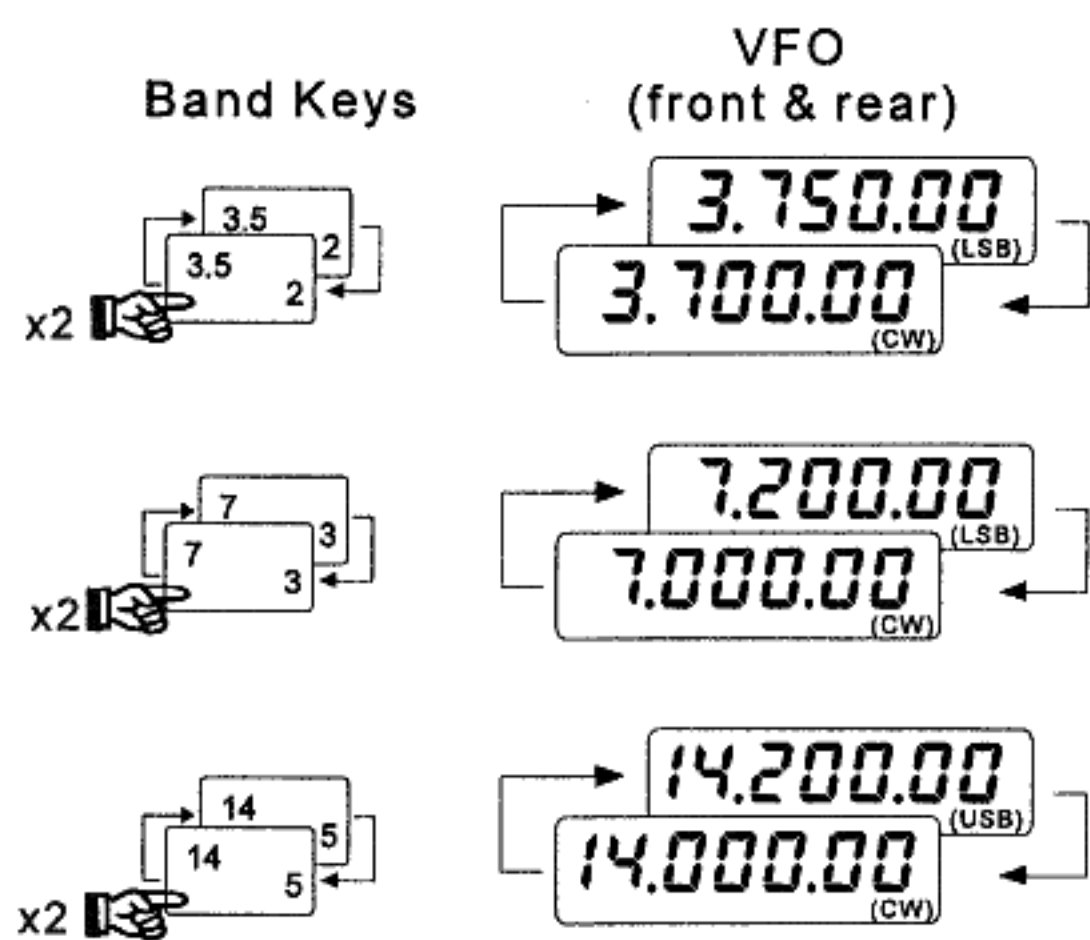 Band Keys
VFO
(front & rear)
3.5
2
3.5
2
x2
3.750.00
(LSB)
3.700.00
(CW)
7
3
7
3
x2
7.200.00
(LSB)
7.000.00
(CW)
14
5
14
5
x2
14.200.00
(USB)
14.000.00
(CW)